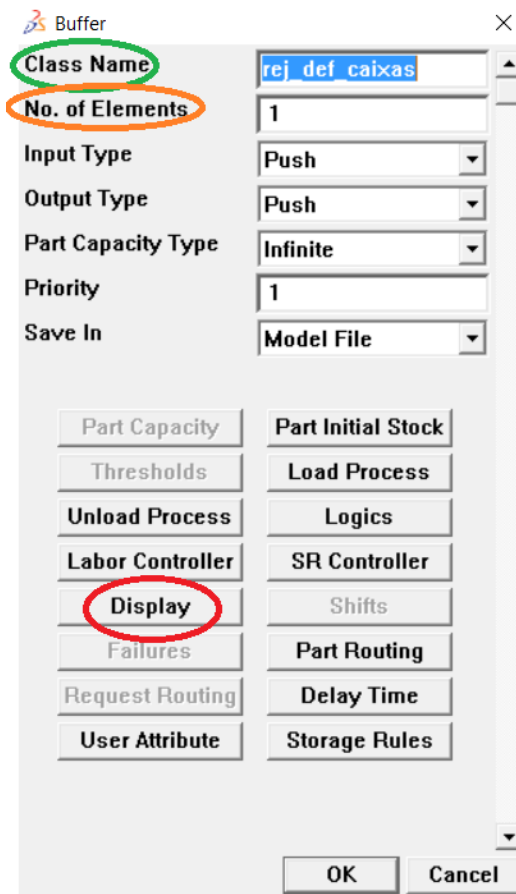 Buffer
Class Name rej_def_caixas
No. of Elements 1
Input Type Push
Output Type Push
Part Capacity Type Infinite
Priority 1
Save In Model File
Part Capacity Part Initial Stock
Thresholds Load Process
Unload Process Logics
Labor Controller SR Controller
Display Shifts
Failures Part Routing
Request Routing Delay Time
User Attribute Storage Rules
OK Cancel